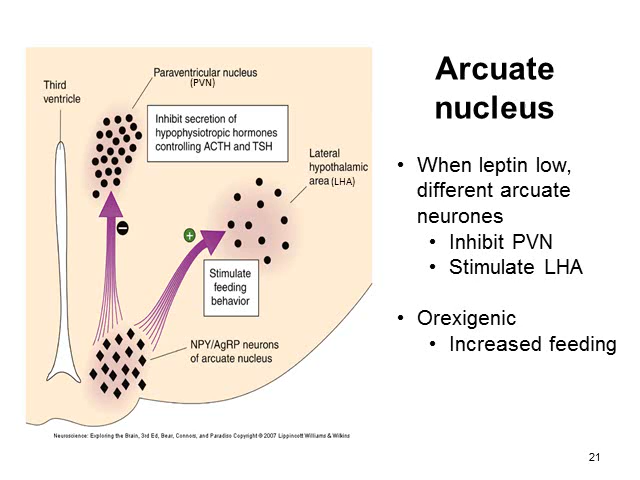 Arcuate
nucleus
Third
ventricle
Paraventricular nucleus
(PVN)
Inhibit secretion of
hypophysiotropic hormones
controlling ACTH and TSH
Lateral
hypothalamic
area (LHA)
−
+
Stimulate
feeding
behavior
NPY/AgRP neurons
of arcuate nucleus
Neuroscience: Exploring the Brain, 3rd Ed, Bear, Connors, and Paradiso Copyright © 2007 Lippincott Williams & Wilkins
• When leptin low,
different arcuate
neurones
• Inhibit PVN
• Stimulate LHA
• Orexigenic
• Increased feeding
21